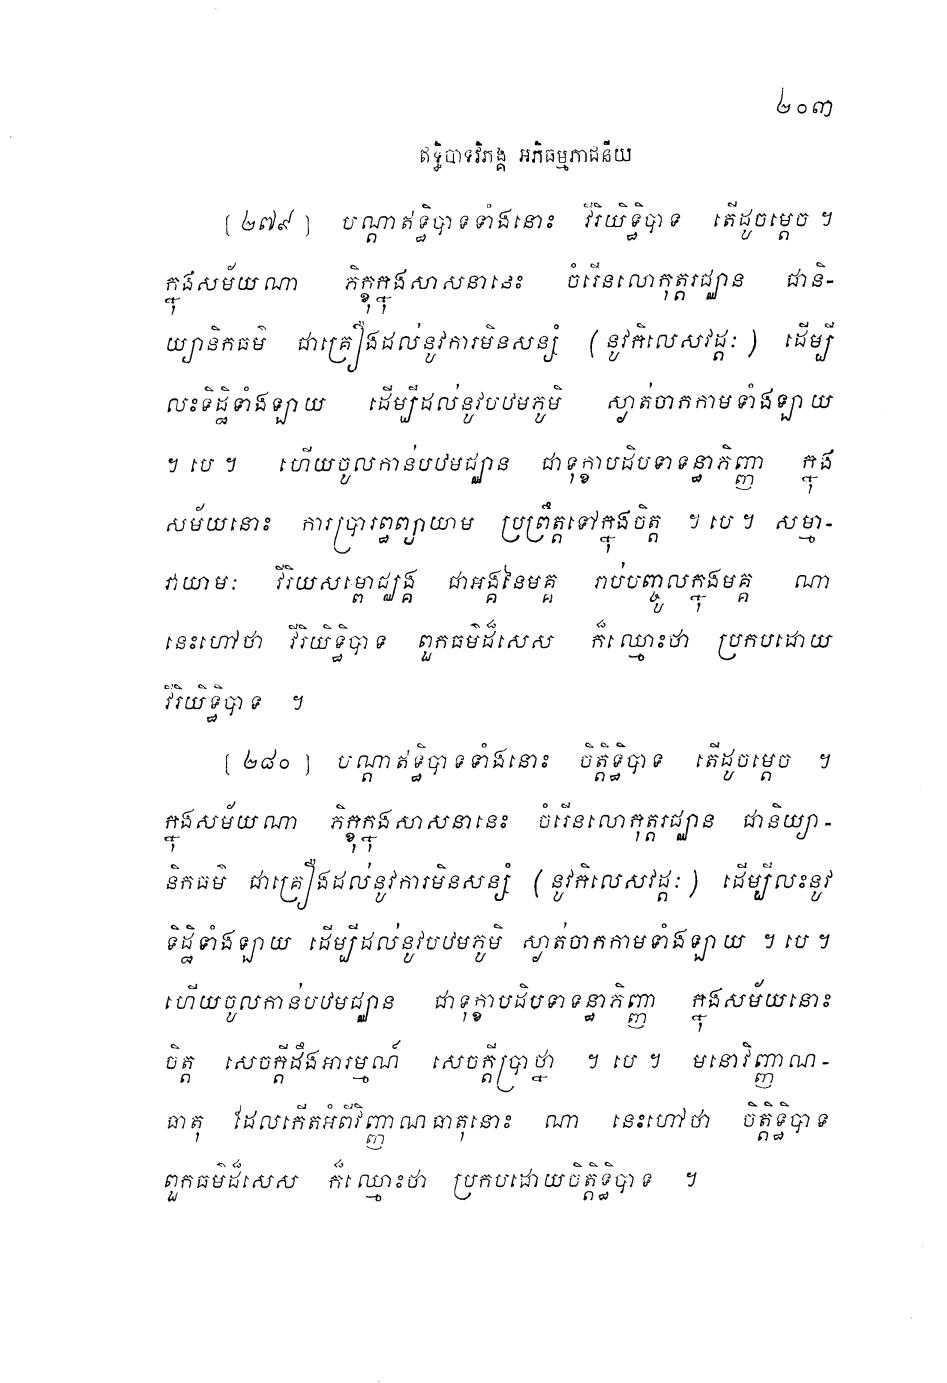 ២០៣
ឥទ្ធិបាទវិភង្គ អភិធម្មភាជនីយ
[ ២៧៩ ] បណ្តាឥទ្ធិបាទទាំងនោះ វីរិយិទ្ធិបាទ តើដូចម្តេច ។
ក្នុងសម័យណា ភិក្ខុក្នុងសាសនានេះ ចំរើនលោកុត្តរជ្ឈាន ជានិ-
យ្យានិកធម៌ ជាគ្រឿងដល់នូវការមិនសន្សំ ( នូវកិលេសវដ្តៈ ) ដើម្បី
លះទិដ្ឋិទាំងឡាយ ដើម្បីដល់នូវបឋមភូមិ ស្ងាត់ចាកកាមទាំងឡាយ
។ បេ ។ ហើយចូលកាន់បឋមជ្ឈាន ជាទុក្ខាបដិបទាទន្ធាភិញ្ញា ក្នុង
សម័យនោះ ការប្រារព្ធព្យាយាម ប្រព្រឹត្តទៅក្នុងចិត្ត ។ បេ ។ សម្មា-
វាយាមៈ វីរិយសម្ពោជ្ឈង្គ ជាអង្គនៃមគ្គ រាប់បញ្ចូលក្នុងមគ្គ ណា
នេះហៅថា វីរិយិទ្ធិបាទ ពួកធម៌ដ៏សេស ក៏ឈ្មោះថា ប្រកបដោយ
វីរិយិទ្ធិបាទ ។
[ ២៨០ ] បណ្តាឥទ្ធិបាទទាំងនោះ ចិត្តិទ្ធិបាទ តើដូចម្តេច ។
ក្នុងសម័យណា ភិក្ខុក្នុងសាសនានេះ ចំរើនលោកុត្តរជ្ឈាន ជានិយ្យា-
និកធម៌ ជាគ្រឿងដល់នូវការមិនសន្សំ ( នូវកិលេសវដ្តៈ ) ដើម្បីលះនូវ
ទិដ្ឋិទាំងឡាយ ដើម្បីដល់នូវបឋមភូមិ ស្ងាត់ចាកកាមទាំងឡាយ ។ បេ ។
ហើយចូលកាន់បឋមជ្ឈាន ជាទុក្ខាបដិបទាទន្ធាភិញ្ញា ក្នុងសម័យនោះ
ចិត្ត សេចក្តីដឹងអារម្មណ៍ សេចក្តីប្រាថ្នា ។ បេ ។ មនោវិញ្ញាណ-
ធាតុ ដែលកើតអំពីវិញ្ញាណធាតុនោះ ណា នេះហៅថា ចិត្តិទ្ធិបាទ
ពួកធម៌ដ៏សេស ក៏ឈ្មោះថា ប្រកបដោយចិត្តិទ្ធិបាទ ។